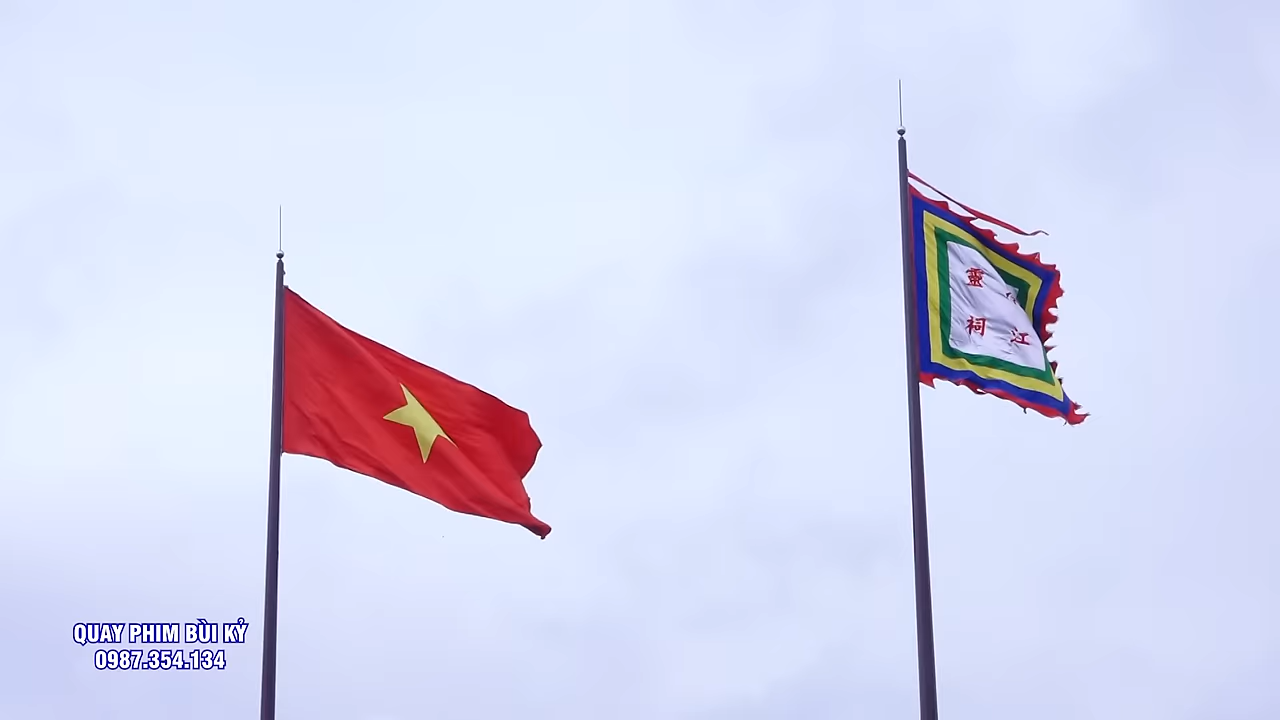 靈
祠 江
QUAY PHIM BÙI KỶ
0987.354.134